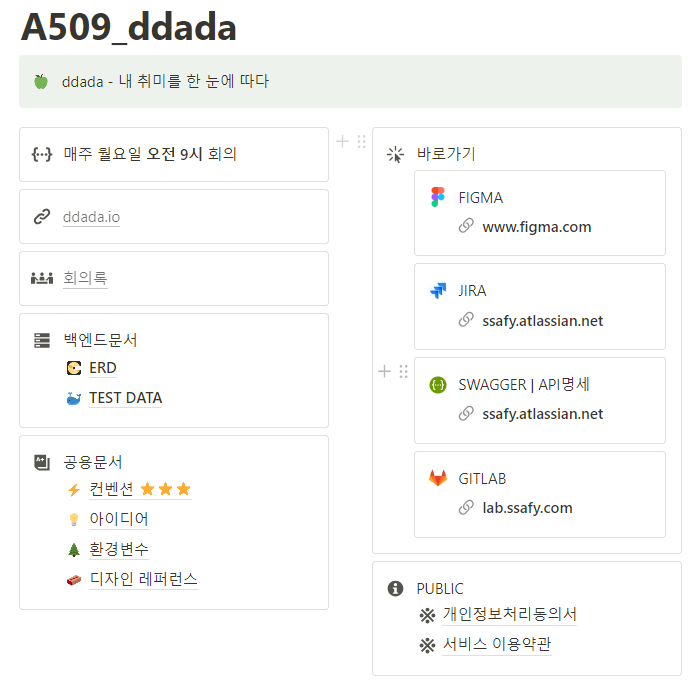 A509_ddada
ddada - 내 취미를 한 눈에 따다
매주 월요일 오전 9시 회의
ddada.io
회의록
백엔드문서
ERD
TEST DATA
공용문서
컨벤션 ⭐⭐⭐
아이디어
환경변수
디자인 레퍼런스
바로가기
FIGMA
www.figma.com
JIRA
ssafy.atlassian.net
SWAGGER | API명세
ssafy.atlassian.net
GITLAB
lab.ssafy.com
PUBLIC
※ 개인정보처리동의서
※ 서비스 이용약관